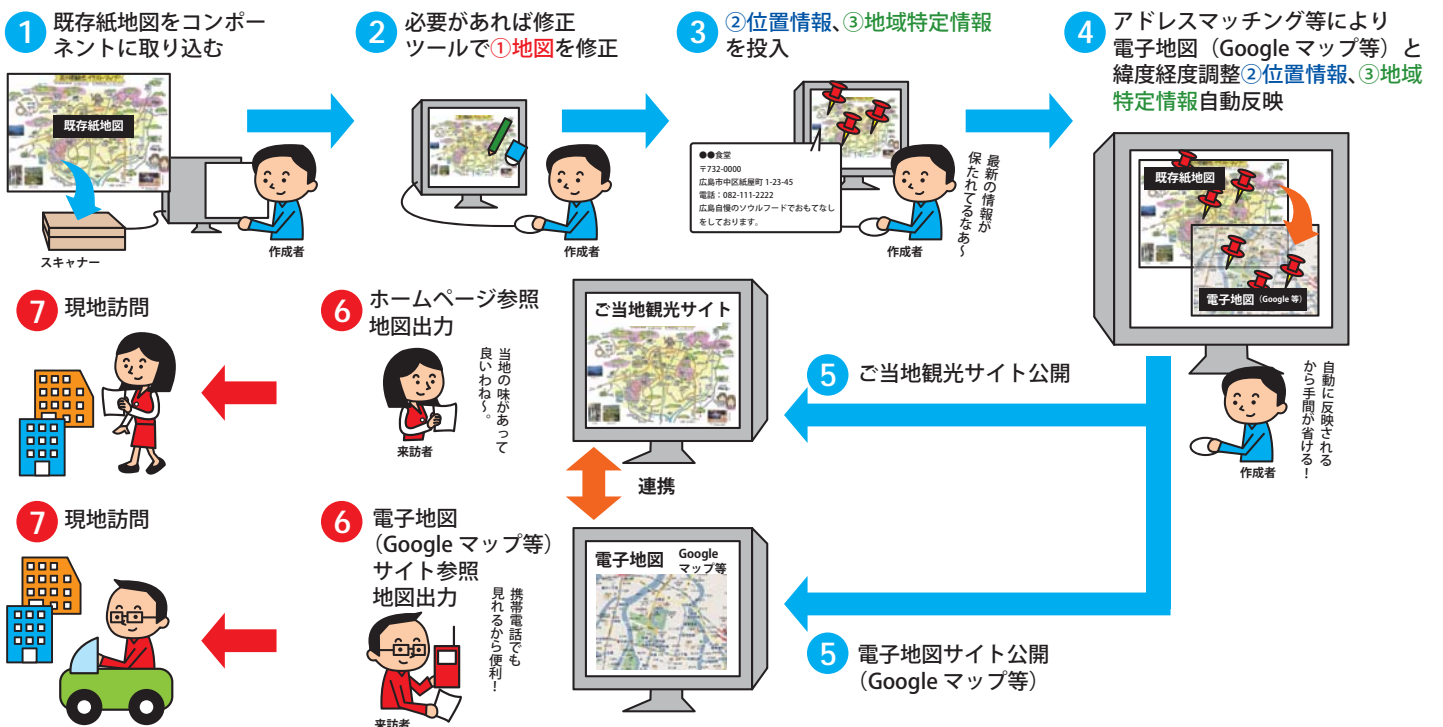 1
既存紙地図をコンポー
ネントに取り込む
既存紙地図
スキャナー
作成者
2
必要があれば修正
ツールで①地図を修正
作成者
3
②位置情報、③地域特定情報
を投入
●●食堂
〒732-0000
広島市中区紙屋町 1-23-45
電話：082-111-2222
広島自慢のソウルフードでおもてなし
をしております。
最新の情報が
保たれてるなあ〜
作成者
4
アドレスマッチング等により
電子地図（Google マップ等）と
緯度経度調整②位置情報、③地域
特定情報自動反映
既存紙地図
電子地図（Google 等）
自動に反映される
から手間が省ける！
作成者
5
ご当地観光サイト公開
ご当地観光サイト
連携
電子地図
Google
マップ等
5
電子地図サイト公開
（Google マップ等）
6
ホームページ参照
地図出力
当地の味があって
良いわね〜。
来訪者
7
現地訪問
6
電子地図
（Google マップ等）
サイト参照
地図出力
携帯電話でも
見れるから便利！
来訪者
7
現地訪問